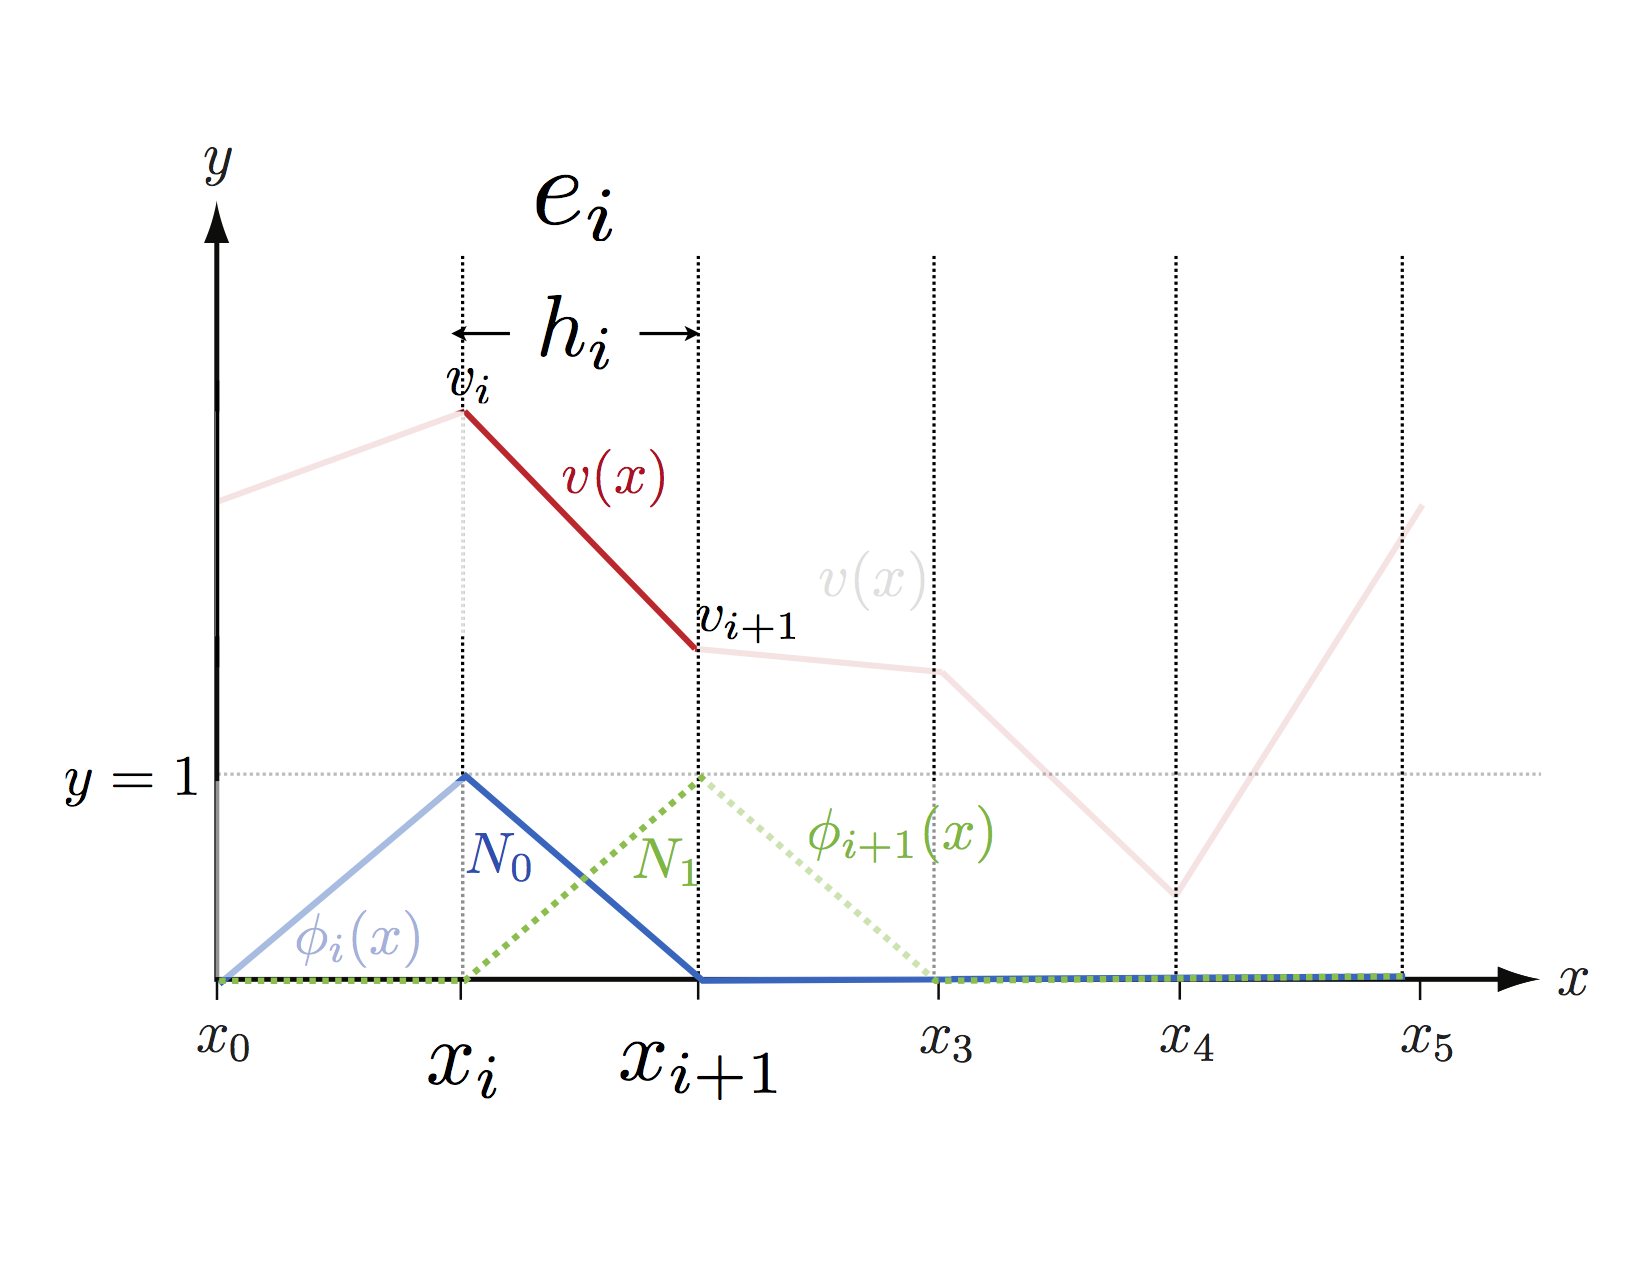 y
e_i
h_i
v_i
v(x)
v(x)
v_{i+1}
y = 1
N_0
N_1
ϕ_{i+1}(x)
ϕ_i(x)
x
x_0
x_i
x_{i+1}
x_3
x_4
x_5